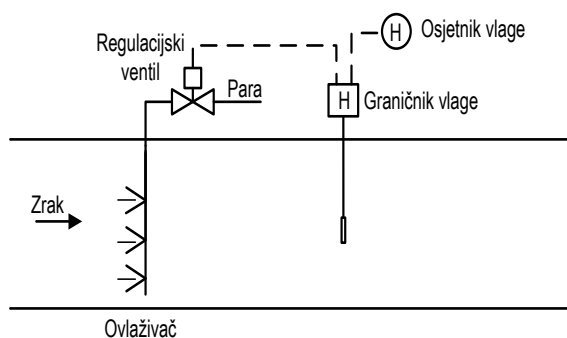 H
Osjetnik vlage
Regulacijski
ventil
Para
H
Graničnik vlage
Zrak
Ovlaživač